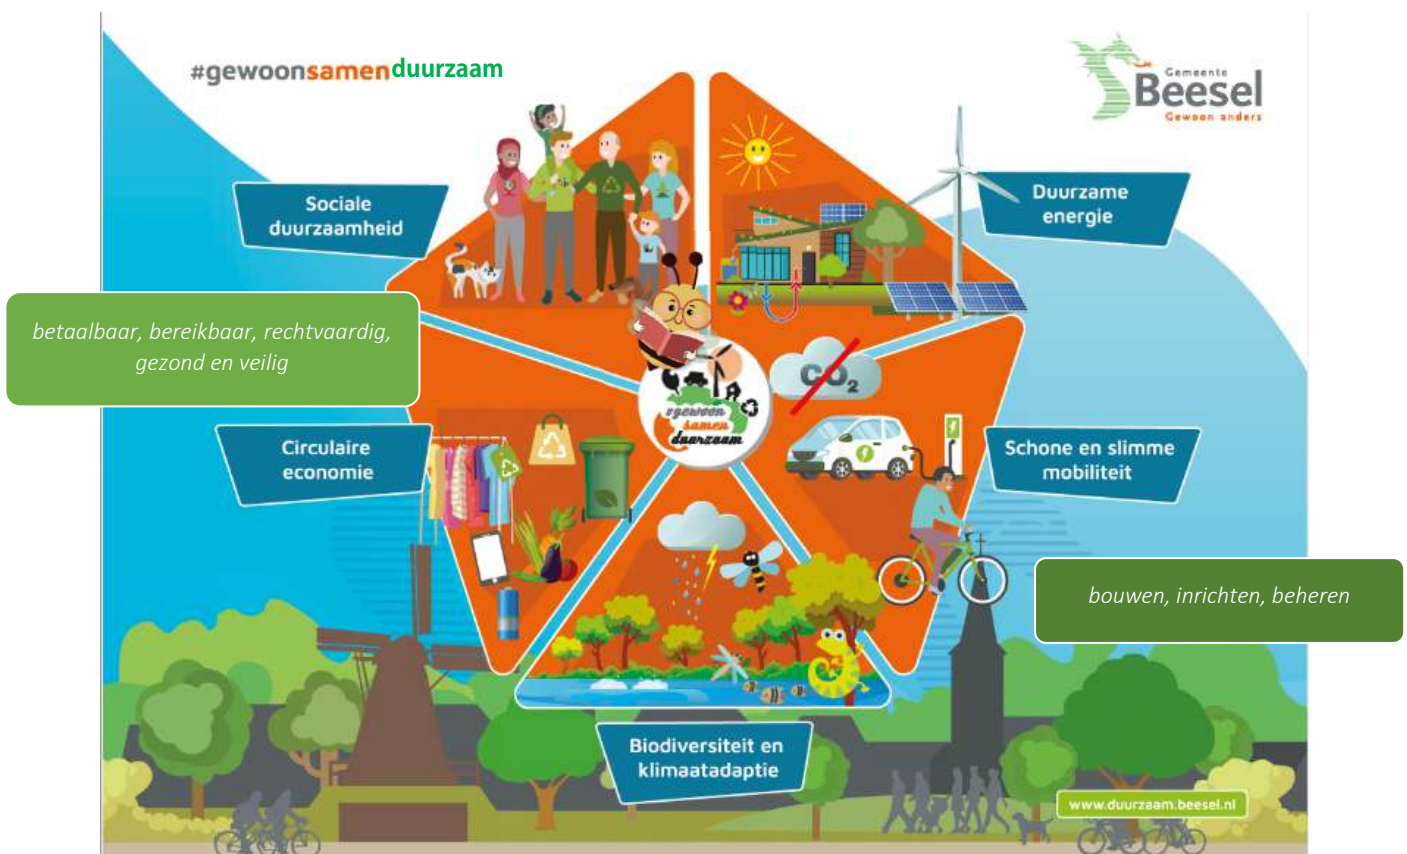 #gewoonsamenduurzaam
Gemeente
Beesel
Gewoon anders
Sociale
duurzaamheid
Duurzame
energie
betaalbaar, bereikbaar, rechtvaardig,
gezond en veilig
CO2
#gewoon
samen
duurzaam
Circulaire
economie
Schone en slimme
mobiliteit
bouwen, inrichten, beheren
Biodiversiteit en
klimaatadaptie
www.duurzaam.beesel.nl